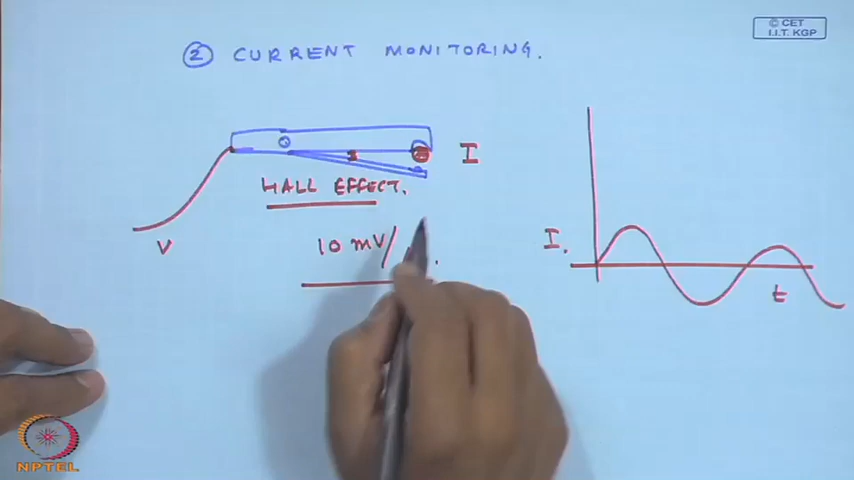 © CET
I.I.T. KGP
② CURRENT MONITORING.
I
HALL EFFECT.
V
10 mV/
I.
t
NPTEL